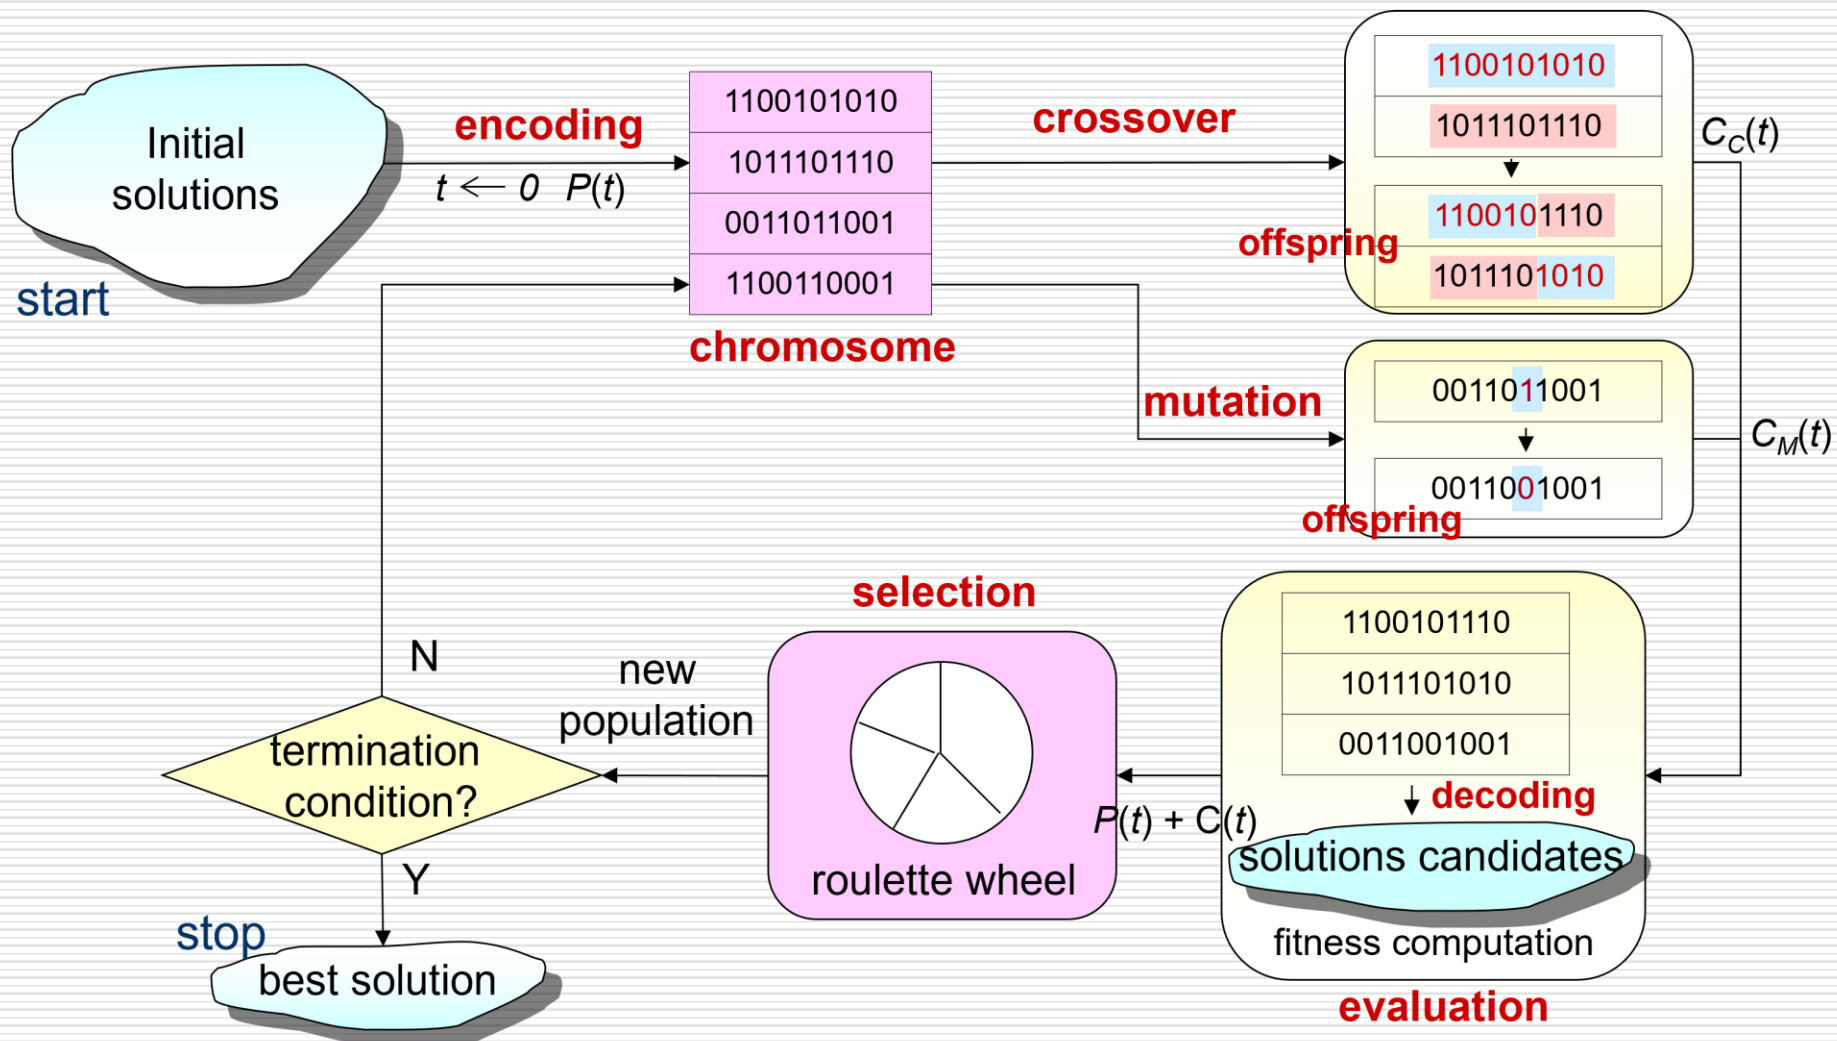 Initial
solutions
start
encoding
t ← 0 P(t)
1100101010
1011101110
0011011001
1100110001
chromosome
crossover
1100101010
1011101110
1100101110
offspring
1011101010
C_C(t)
mutation
0011011001
0011001001
offspring
C_M(t)
1100101110
1011101010
0011001001
decoding
solutions candidates
fitness computation
evaluation
P(t) + C(t)
selection
roulette wheel
new
population
termination
condition?
N
Y
stop
best solution